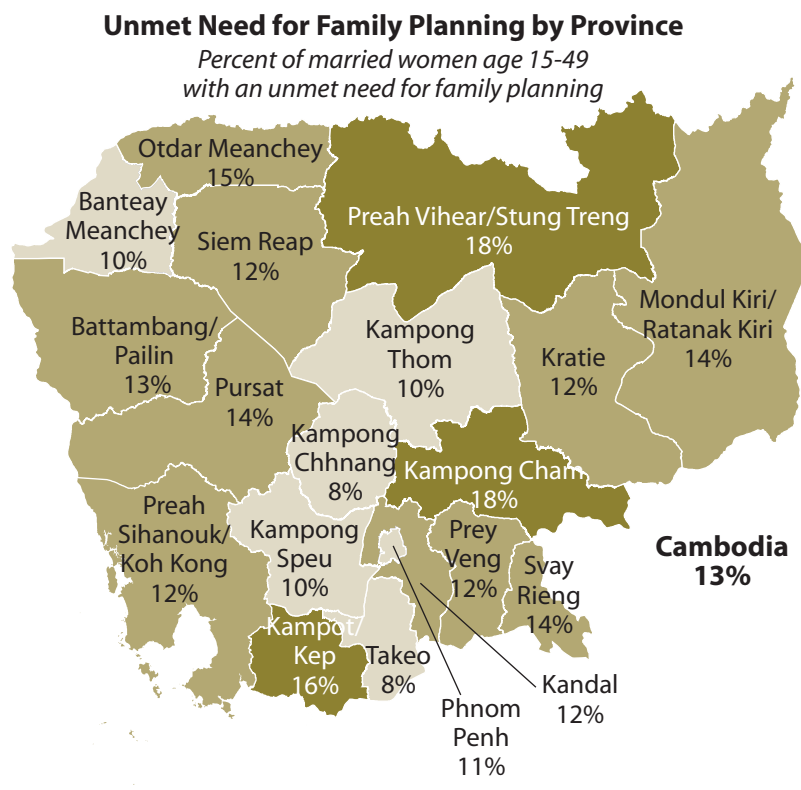 Unmet Need for Family Planning by Province
Percent of married women age 15-49
with an unmet need for family planning
Otdar Meanchey
15%
Banteay
Meanchey
10%
Siem Reap
12%
Preah Vihear/Stung Treng
18%
Mondul Kiri/
Ratanak Kiri
14%
Battambang/
Pailin
13%
Pursat
14%
Kampong
Thom
10%
Kratie
12%
Kampong
Chhnang
8%
Kampong Cham
18%
Preah
Sihanouk/
Koh Kong
12%
Kampong
Speu
10%
Prey
Veng
12%
Svay
Rieng
14%
Cambodia
13%
Kampot/
Kep
16%
Takeo
8%
Kandal
12%
Phnom
Penh
11%